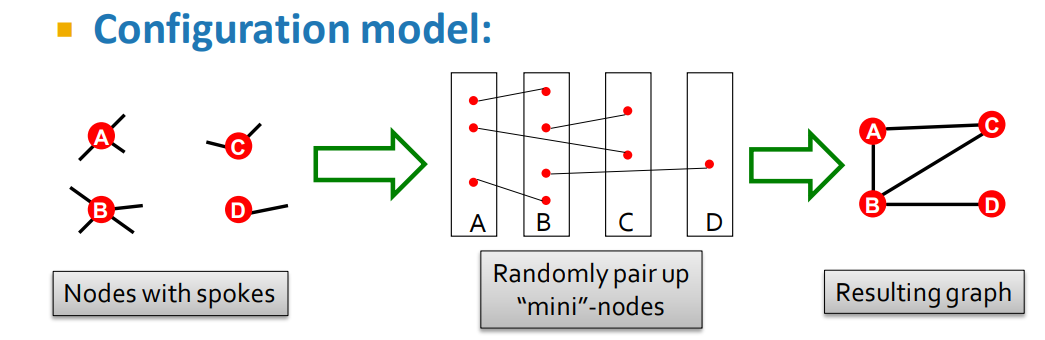 Configuration model:
A
C
B
D
A B C D
A
C
B
D
Nodes with spokes
Randomly pair up
“mini”-nodes
Resulting graph